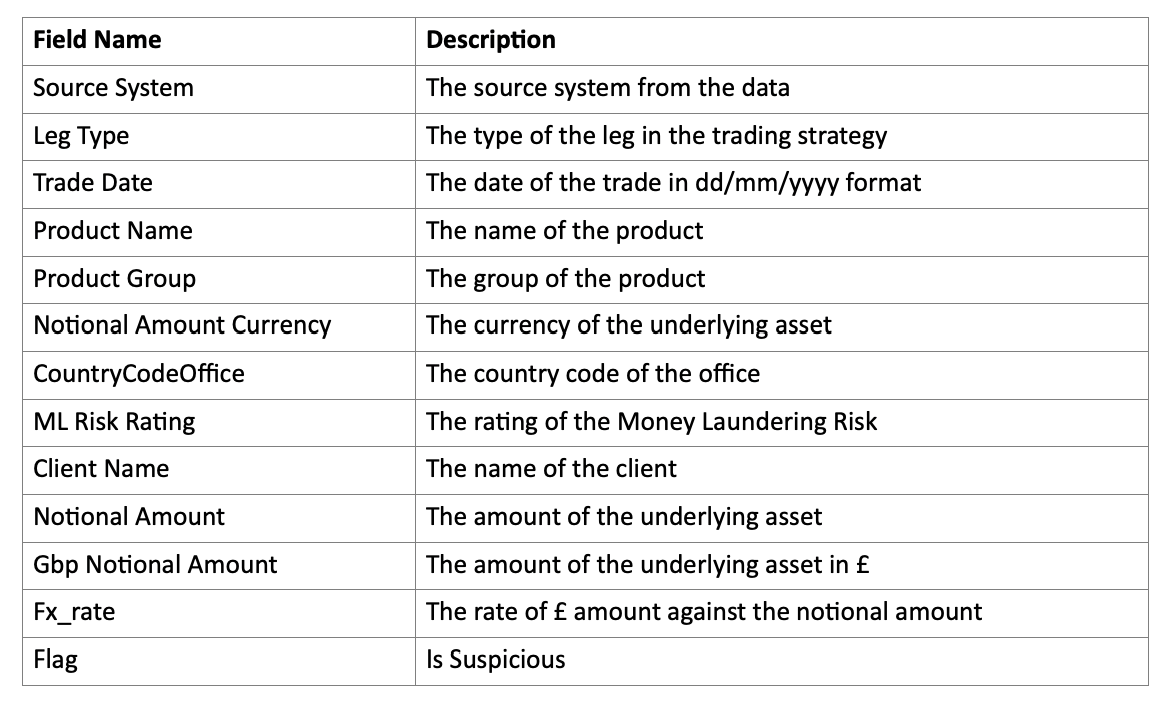 Field Name Description
Source System The source system from the data
Leg Type The type of the leg in the trading strategy
Trade Date The date of the trade in dd/mm/yyyy format
Product Name The name of the product
Product Group The group of the product
Notional Amount Currency The currency of the underlying asset
CountryCodeOffice The country code of the office
ML Risk Rating The rating of the Money Laundering Risk
Client Name The name of the client
Notional Amount The amount of the underlying asset
Gbp Notional Amount The amount of the underlying asset in £
Fx_rate The rate of £ amount against the notional amount
Flag Is Suspicious